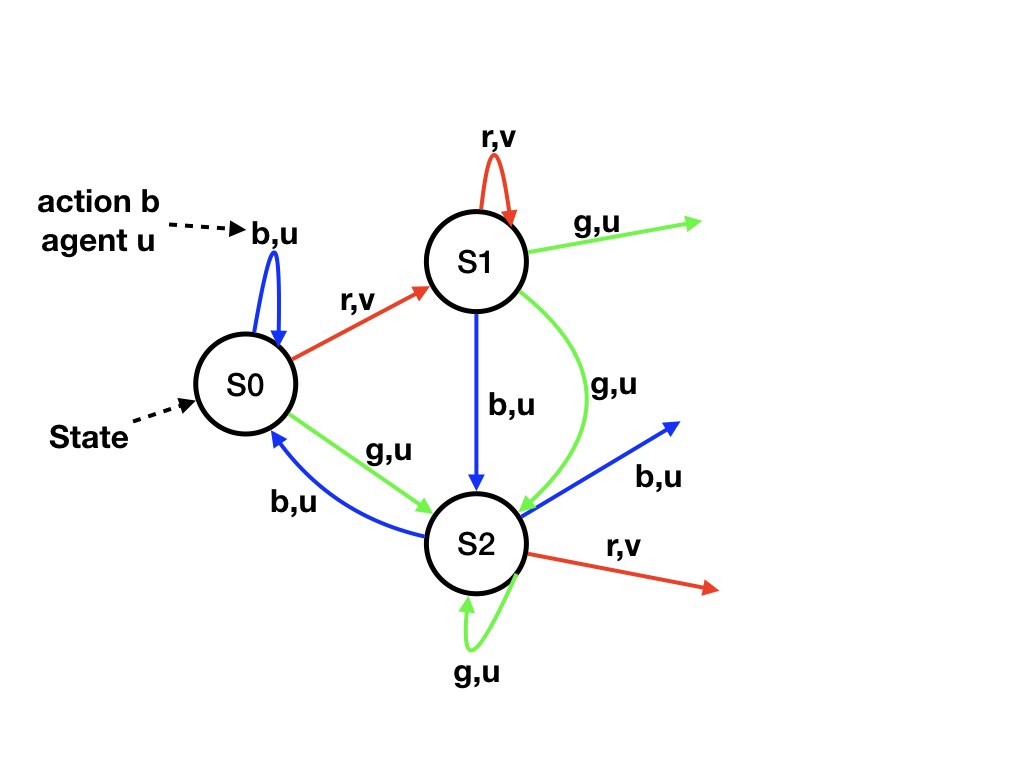 r,v
action b
agent u
b,u
g,u
S1
r,v
S0
g,u
b,u
State
g,u
b,u
b,u
S2
r,v
g,u